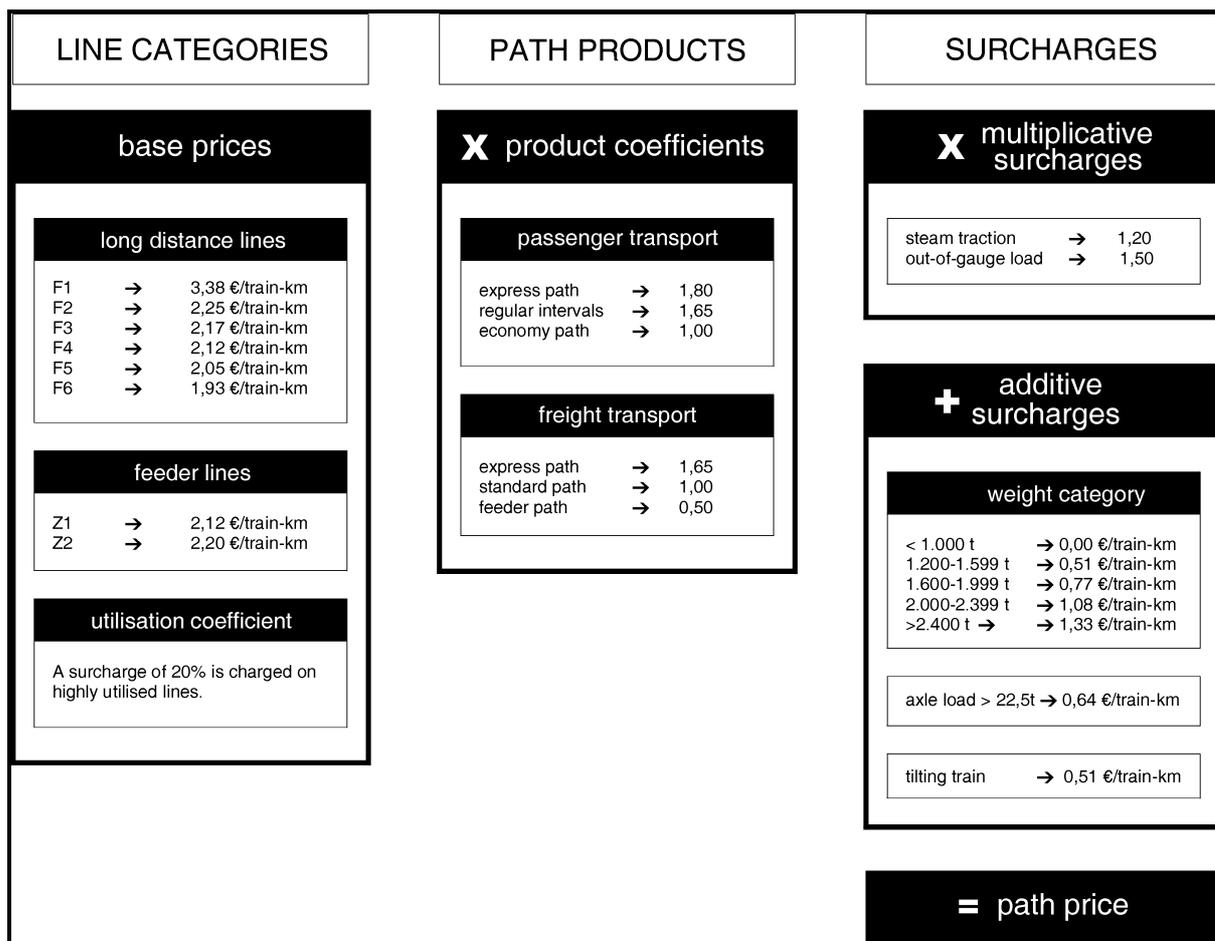 LINE CATEGORIES
base prices
long distance lines
F1 ➔ 3,38 €/train-km
F2 ➔ 2,25 €/train-km
F3 ➔ 2,17 €/train-km
F4 ➔ 2,12 €/train-km
F5 ➔ 2,05 €/train-km
F6 ➔ 1,93 €/train-km
feeder lines
Z1 ➔ 2,12 €/train-km
Z2 ➔ 2,20 €/train-km
utilisation coefficient
A surcharge of 20% is charged on
highly utilised lines.
PATH PRODUCTS
x product coefficients
passenger transport
express path ➔ 1,80
regular intervals ➔ 1,65
economy path ➔ 1,00
freight transport
express path ➔ 1,65
standard path ➔ 1,00
feeder path ➔ 0,50
SURCHARGES
x multiplicative
surcharges
steam traction ➔ 1,20
out-of-gauge load ➔ 1,50
+ additive
surcharges
weight category
< 1.000 t ➔ 0,00 €/train-km
1.200-1.599 t ➔ 0,51 €/train-km
1.600-1.999 t ➔ 0,77 €/train-km
2.000-2.399 t ➔ 1,08 €/train-km
>2.400 t ➔ ➔ 1,33 €/train-km
axle load > 22,5t ➔ 0,64 €/train-km
tilting train ➔ 0,51 €/train-km
= path price